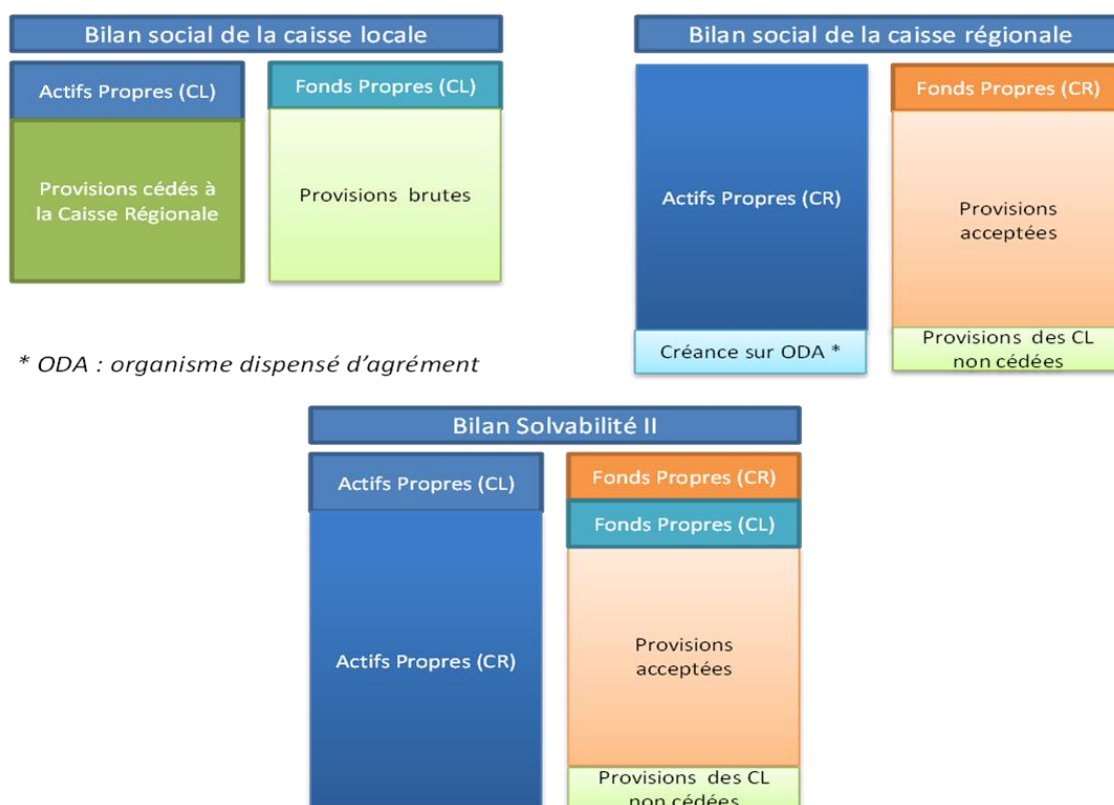 Bilan social de la caisse locale
Actifs Propres (CL)
Provisions cédés à
la Caisse Régionale
Fonds Propres (CL)
Provisions brutes
* ODA : organisme dispensé d'agrément
Bilan social de la caisse régionale
Actifs Propres (CR)
Créance sur ODA *
Fonds Propres (CR)
Provisions
acceptées
Provisions des CL
non cédées
Bilan Solvabilité II
Actifs Propres (CL)
Actifs Propres (CR)
Fonds Propres (CR)
Fonds Propres (CL)
Provisions
acceptées
Provisions des CL
non cédées